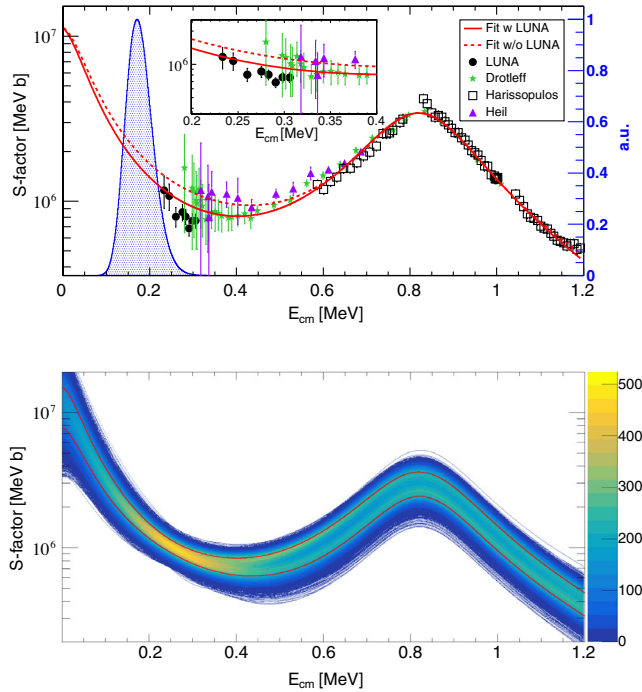 10^7
10^6
S-factor [MeV b]
0
0.2
0.4
0.6
0.8
1
1.2
E_cm [MeV]
10^6
0.2
0.25
0.3
0.35
0.4
E_cm [MeV]
Fit w LUNA
Fit w/o LUNA
LUNA
Drotleff
Harissopulos
Heil
1
0.8
0.6
0.4
0.2
0
a.u.
10^7
10^6
S-factor [MeV b]
0.2
0.4
0.6
0.8
1
1.2
E_cm [MeV]
500
400
300
200
100
0